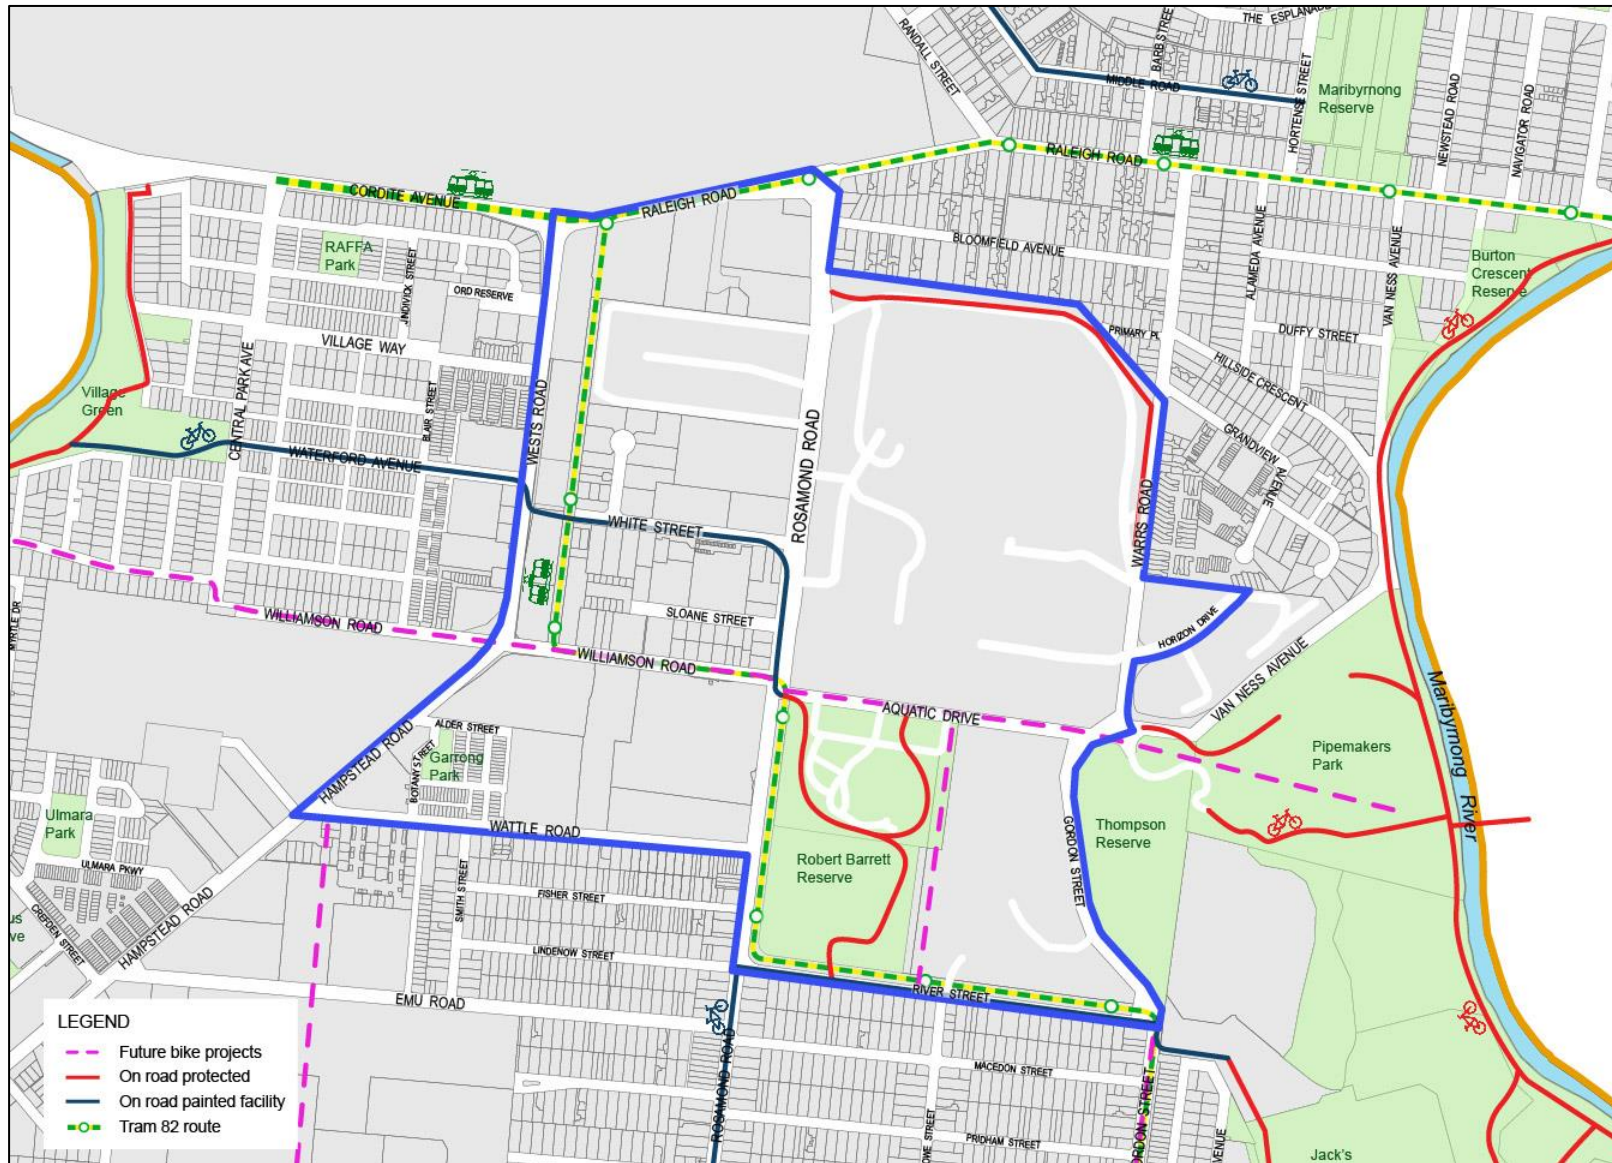 THE ESPLANADE
RANDALL STREET
MIDDLE ROAD
HORTENSE STREET
Maribyrnong
Reserve
NEWSTEAD ROAD
NAVIGATOR ROAD
RALEIGH ROAD
CORDITE AVENUE
RALEIGH ROAD
RAFFA
Park
JINDIVICK STREET
ORD RESERVE
BLOOMFIELD AVENUE
ALAMEDA AVENUE
VAN NESS AVENUE
Burton
Crescent
Reserve
VILLAGE WAY
PRIMARY PL
DUFFY STREET
HILLSIDE CRESCENT
Village
Green
CENTRAL PARK AVE
BLAIR STREET
WESTS ROAD
ROSAMOND ROAD
GRANDVIEW AVENUE
WATERFORD AVENUE
WHITE STREET
WARRS ROAD
SLOANE STREET
MYRTLE DR
WILLIAMSON ROAD
WILLIAMSON ROAD
HORIZON DRIVE
VAN NESS AVENUE
Maribyrnong River
AQUATIC DRIVE
ALDER STREET
BOTANY STREET
Garrong
Park
HAMPSTEAD ROAD
Pipemakers
Park
Ulmara
Park
WATTLE ROAD
Thompson
Reserve
GORDON STREET
Robert Barrett
Reserve
ULMARA PKWY
SMITH STREET
FISHER STREET
CREFDEN STREET
HAMPSTEAD ROAD
LINDENOW STREET
RIVER STREET
EMU ROAD
ROSAMOND ROAD
MACEDON STREET
PRIDHAM STREET
GORDON STREET
AVENUE
Jack's
LEGEND
Future bike projects
On road protected
On road painted facility
Tram 82 route